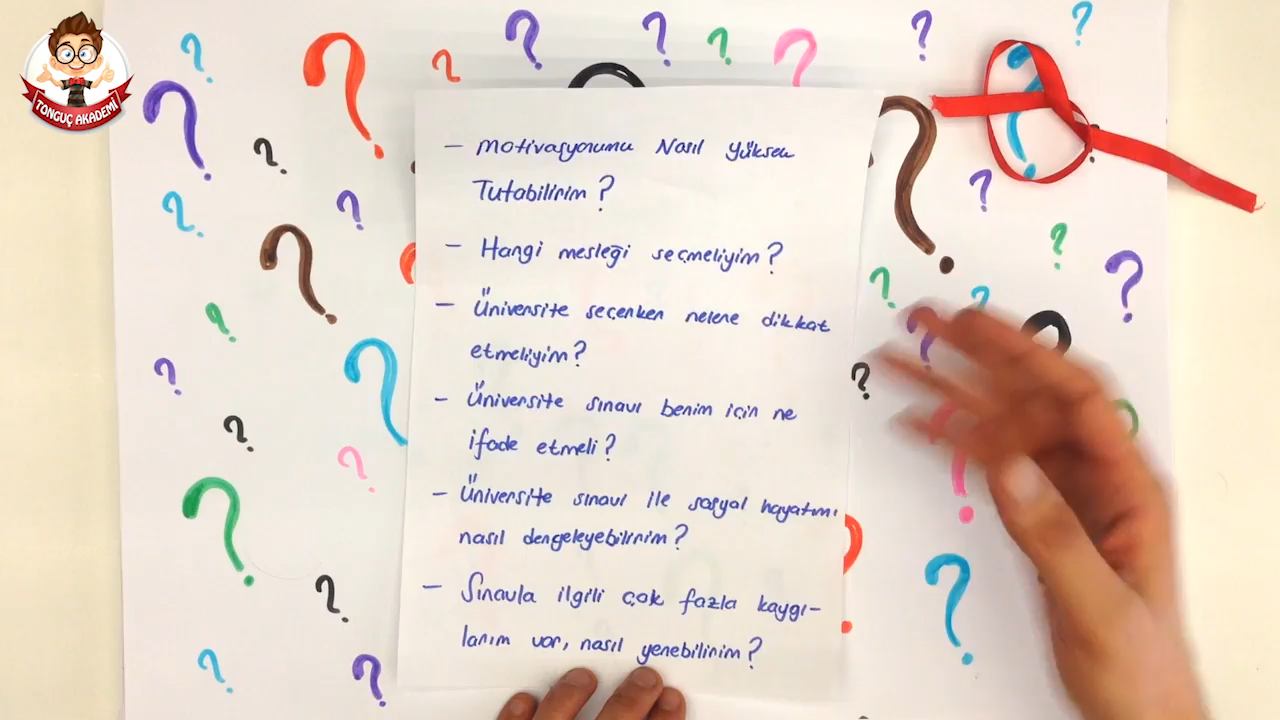 TONGUÇ AKADEMİ
- Motivasyonumu Nasıl Yüksek
Tutabilirim?
- Hangi mesleği seçmeliyim?
- Üniversite seçerken nelere dikkat
etmeliyim?
- Üniversite sınavı benim için ne
ifade etmeli?
- Üniversite sınavı ile sosyal hayatımı
nasıl dengeleyebilirim?
- Sınavla ilgili çok fazla kaygı-
larım var, nasıl yenebilirim?